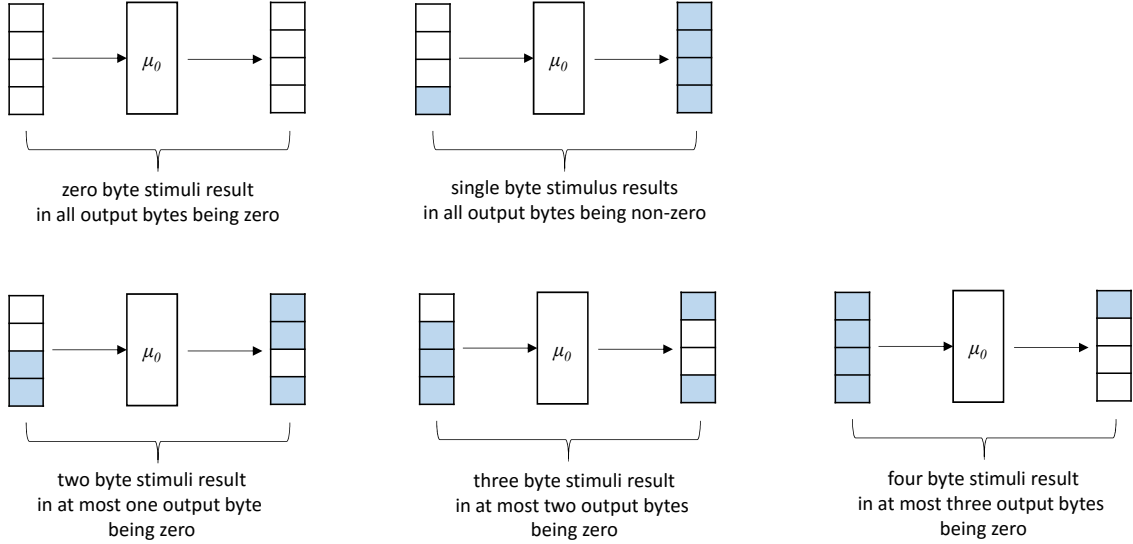 μ₀
μ₀
zero byte stimuli result
in all output bytes being zero
single byte stimulus results
in all output bytes being non-zero
μ₀
μ₀
μ₀
two byte stimuli result
in at most one output byte
being zero
three byte stimuli result
in at most two output bytes
being zero
four byte stimuli result
in at most three output bytes
being zero